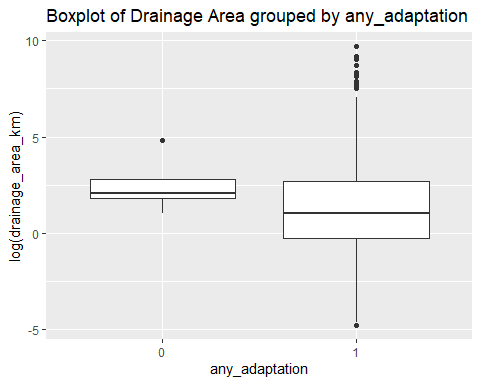 Boxplot of Drainage Area grouped by any_adaptation
log(drainage_area_km)
10
5
0
-5
0 1
any_adaptation